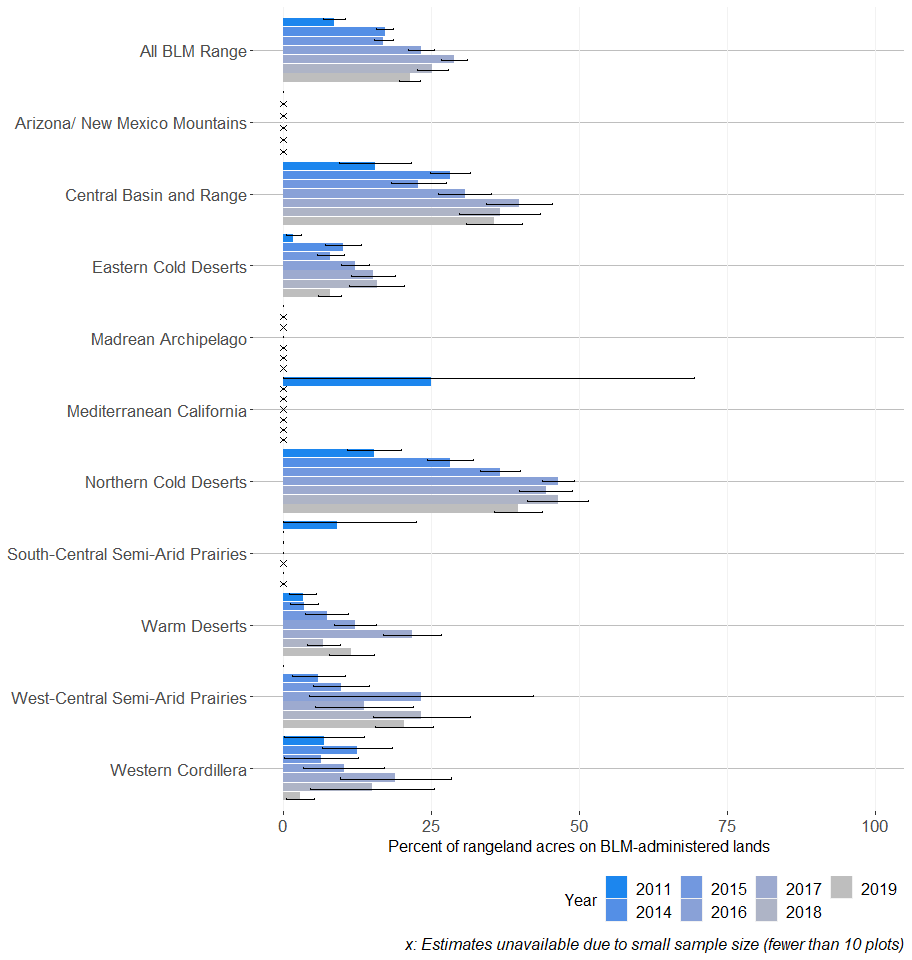 All BLM Range
Arizona/ New Mexico Mountains
Central Basin and Range
Eastern Cold Deserts
Madrean Archipelago
Mediterranean California
Northern Cold Deserts
South-Central Semi-Arid Prairies
Warm Deserts
West-Central Semi-Arid Prairies
Western Cordillera
0 25 50 75 100
Percent of rangeland acres on BLM-administered lands
Year
2011 2015 2017 2019
2014 2016 2018
x: Estimates unavailable due to small sample size (fewer than 10 plots)